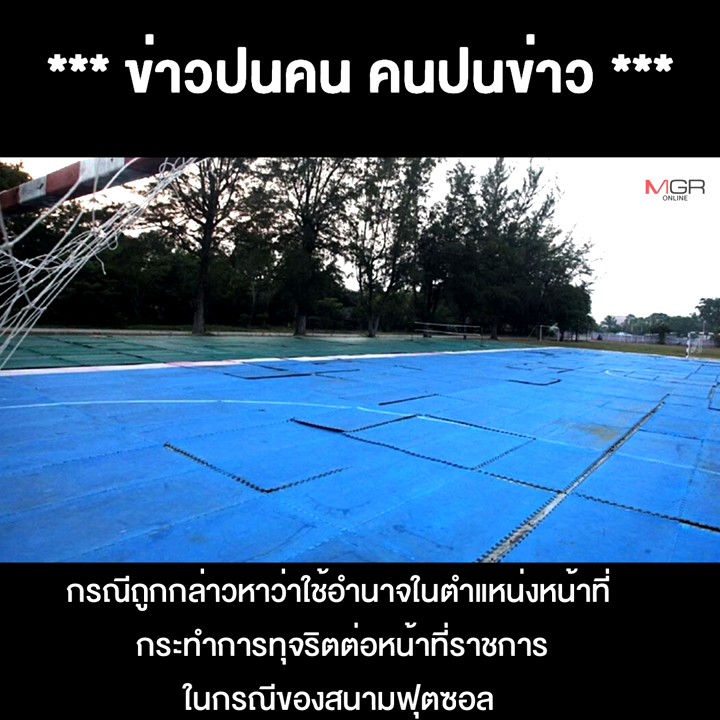 *** ข่าวปนคน คนปนข่าว ***
MGR
ONLINE
กรณีถูกกล่าวหาว่าใช้อำนาจในตำแหน่งหน้าที่
กระทำการทุจริตต่อหน้าที่ราชการ
ในกรณีของสนามฟุตซอล